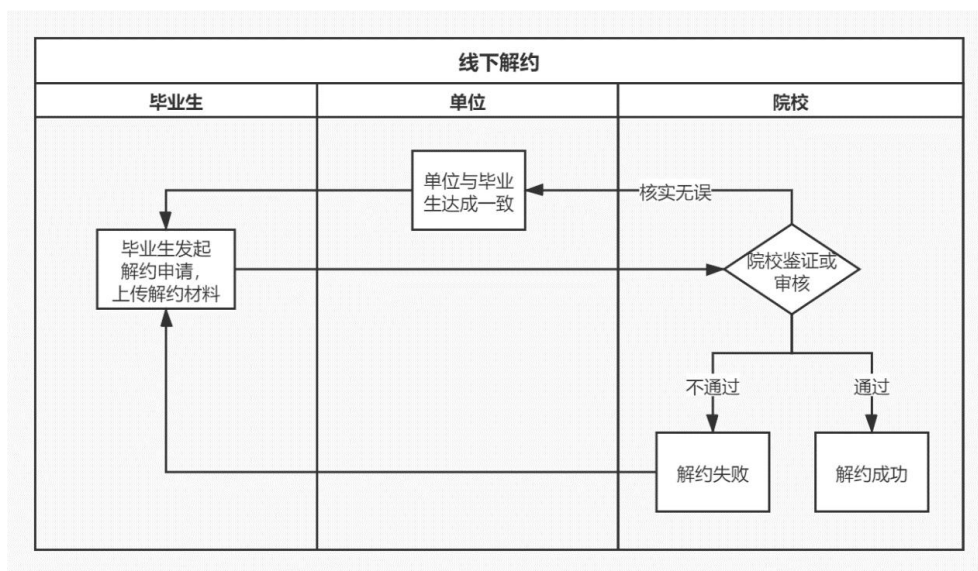 线下解约
毕业生
单位
院校
单位与毕业
生达成一致
核实无误
毕业生发起
解约申请，
上传解约材料
院校鉴证或
审核
不通过
通过
解约失败
解约成功